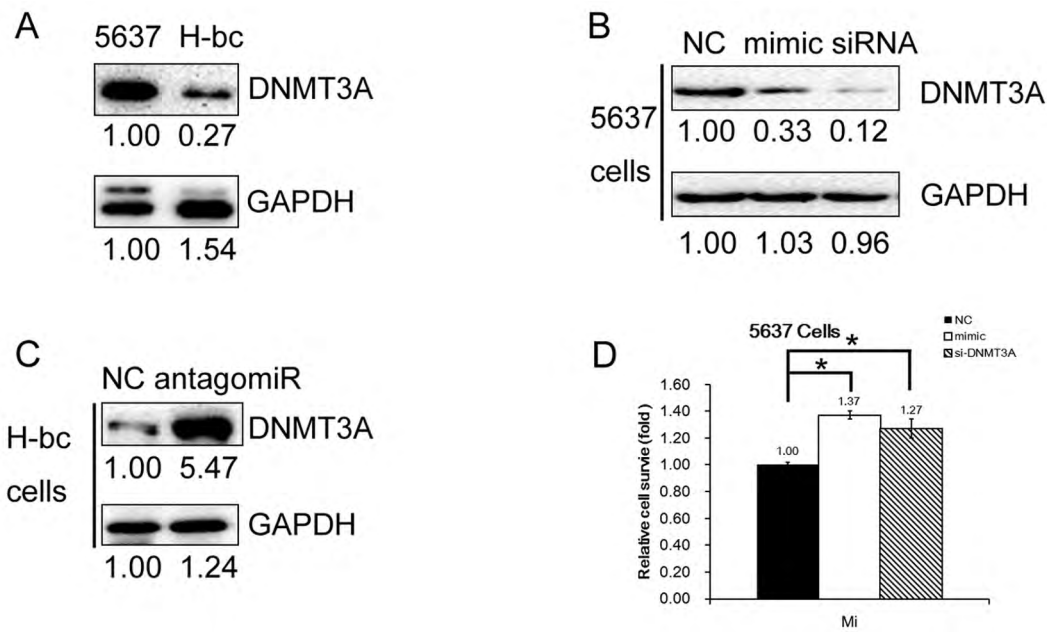 A
5637 H-bc
DNMT3A
1.00 0.27
GAPDH
1.00 1.54
B
NC mimic siRNA
5637
cells
DNMT3A
1.00 0.33 0.12
GAPDH
1.00 1.03 0.96
C
NC antagomiR
H-bc
cells
DNMT3A
1.00 5.47
GAPDH
1.00 1.24
D
5637 Cells
NC
mimic
si-DNMT3A
* *
Relative cell survie (fold)
1.60
1.40
1.20
1.00
0.80
0.60
0.40
0.20
0.00
1.00
1.37
1.27
Mi